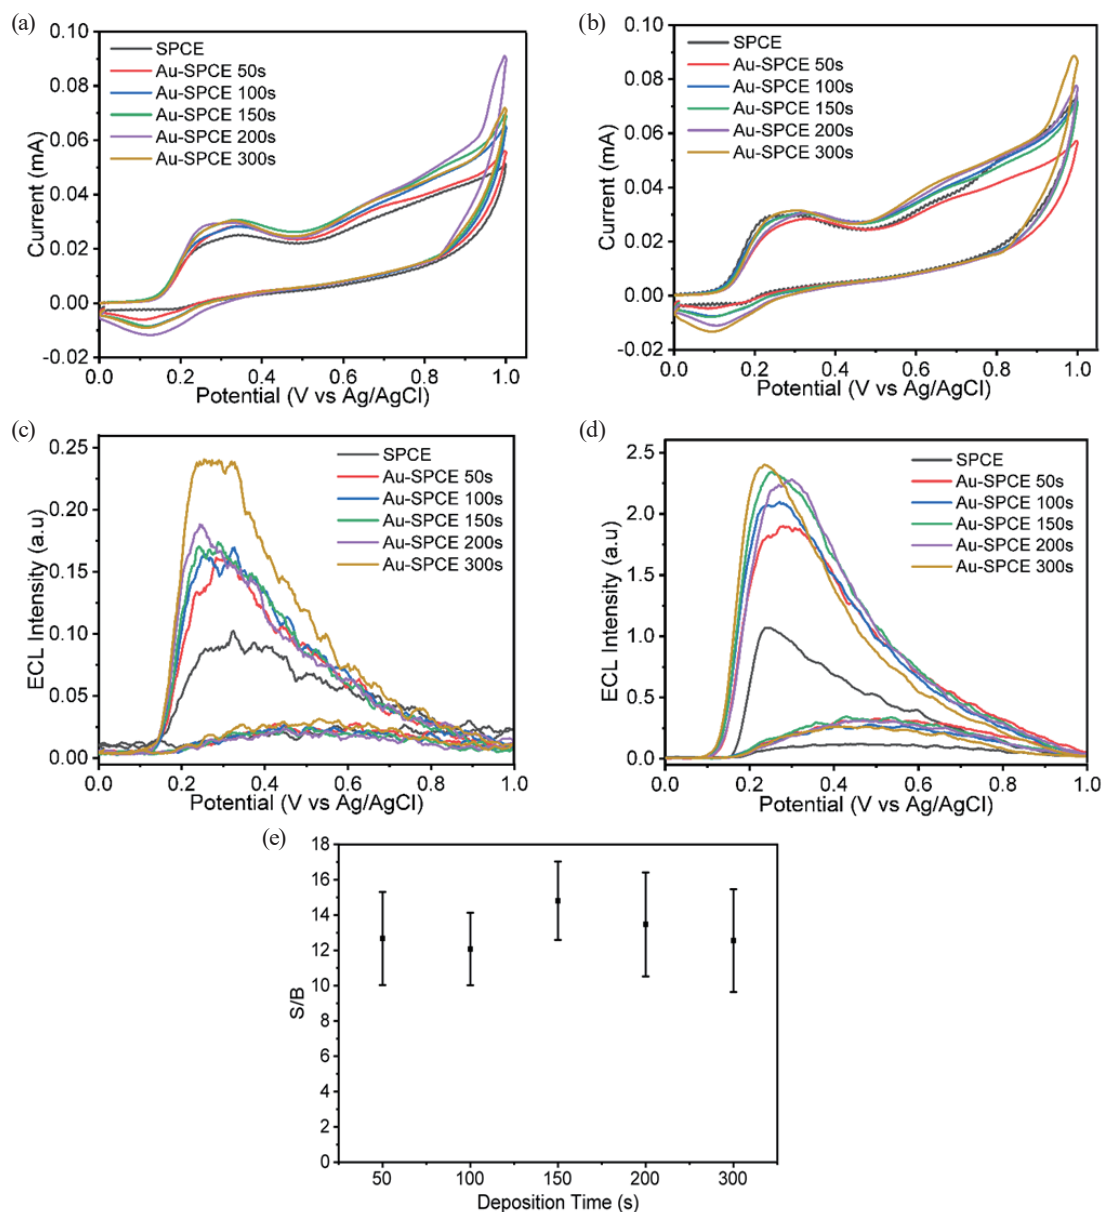 (a)
0.10
0.08
0.06
0.04
0.02
0.00
-0.02
Current (mA)
SPCE
Au-SPCE 50s
Au-SPCE 100s
Au-SPCE 150s
Au-SPCE 200s
Au-SPCE 300s
0.0 0.2 0.4 0.6 0.8 1.0
Potential (V vs Ag/AgCl)
(b)
0.10
0.08
0.06
0.04
0.02
0.00
-0.02
Current (mA)
SPCE
Au-SPCE 50s
Au-SPCE 100s
Au-SPCE 150s
Au-SPCE 200s
Au-SPCE 300s
0.0 0.2 0.4 0.6 0.8 1.0
Potential (V vs Ag/AgCl)
(c)
0.25
0.20
0.15
0.10
0.05
0.00
ECL Intensity (a.u)
SPCE
Au-SPCE 50s
Au-SPCE 100s
Au-SPCE 150s
Au-SPCE 200s
Au-SPCE 300s
0.0 0.2 0.4 0.6 0.8 1.0
Potential (V vs Ag/AgCl)
(d)
2.5
2.0
1.5
1.0
0.5
0.0
ECL Intensity (a.u)
SPCE
Au-SPCE 50s
Au-SPCE 100s
Au-SPCE 150s
Au-SPCE 200s
Au-SPCE 300s
0.0 0.2 0.4 0.6 0.8 1.0
Potential (V vs Ag/AgCl)
(e)
18
16
14
12
10
8
6
4
2
0
S/B
50 100 150 200 300
Deposition Time (s)